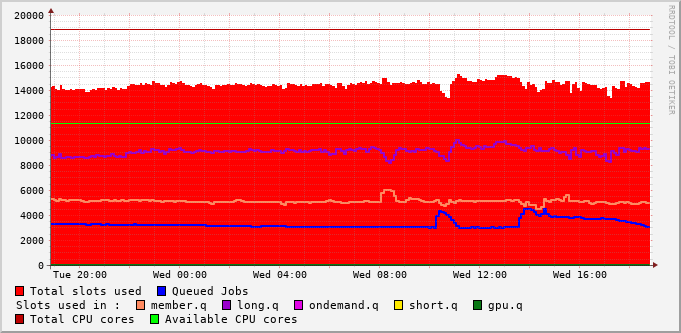 RRDTOOL / TOBI OETIKER
20000
18000
16000
14000
12000
10000
8000
6000
4000
2000
0
Tue 20:00 Wed 00:00 Wed 04:00 Wed 08:00 Wed 12:00 Wed 16:00
Total slots used Queued Jobs
Slots used in : member.q long.q ondemand.q short.q gpu.q
Total CPU cores Available CPU cores